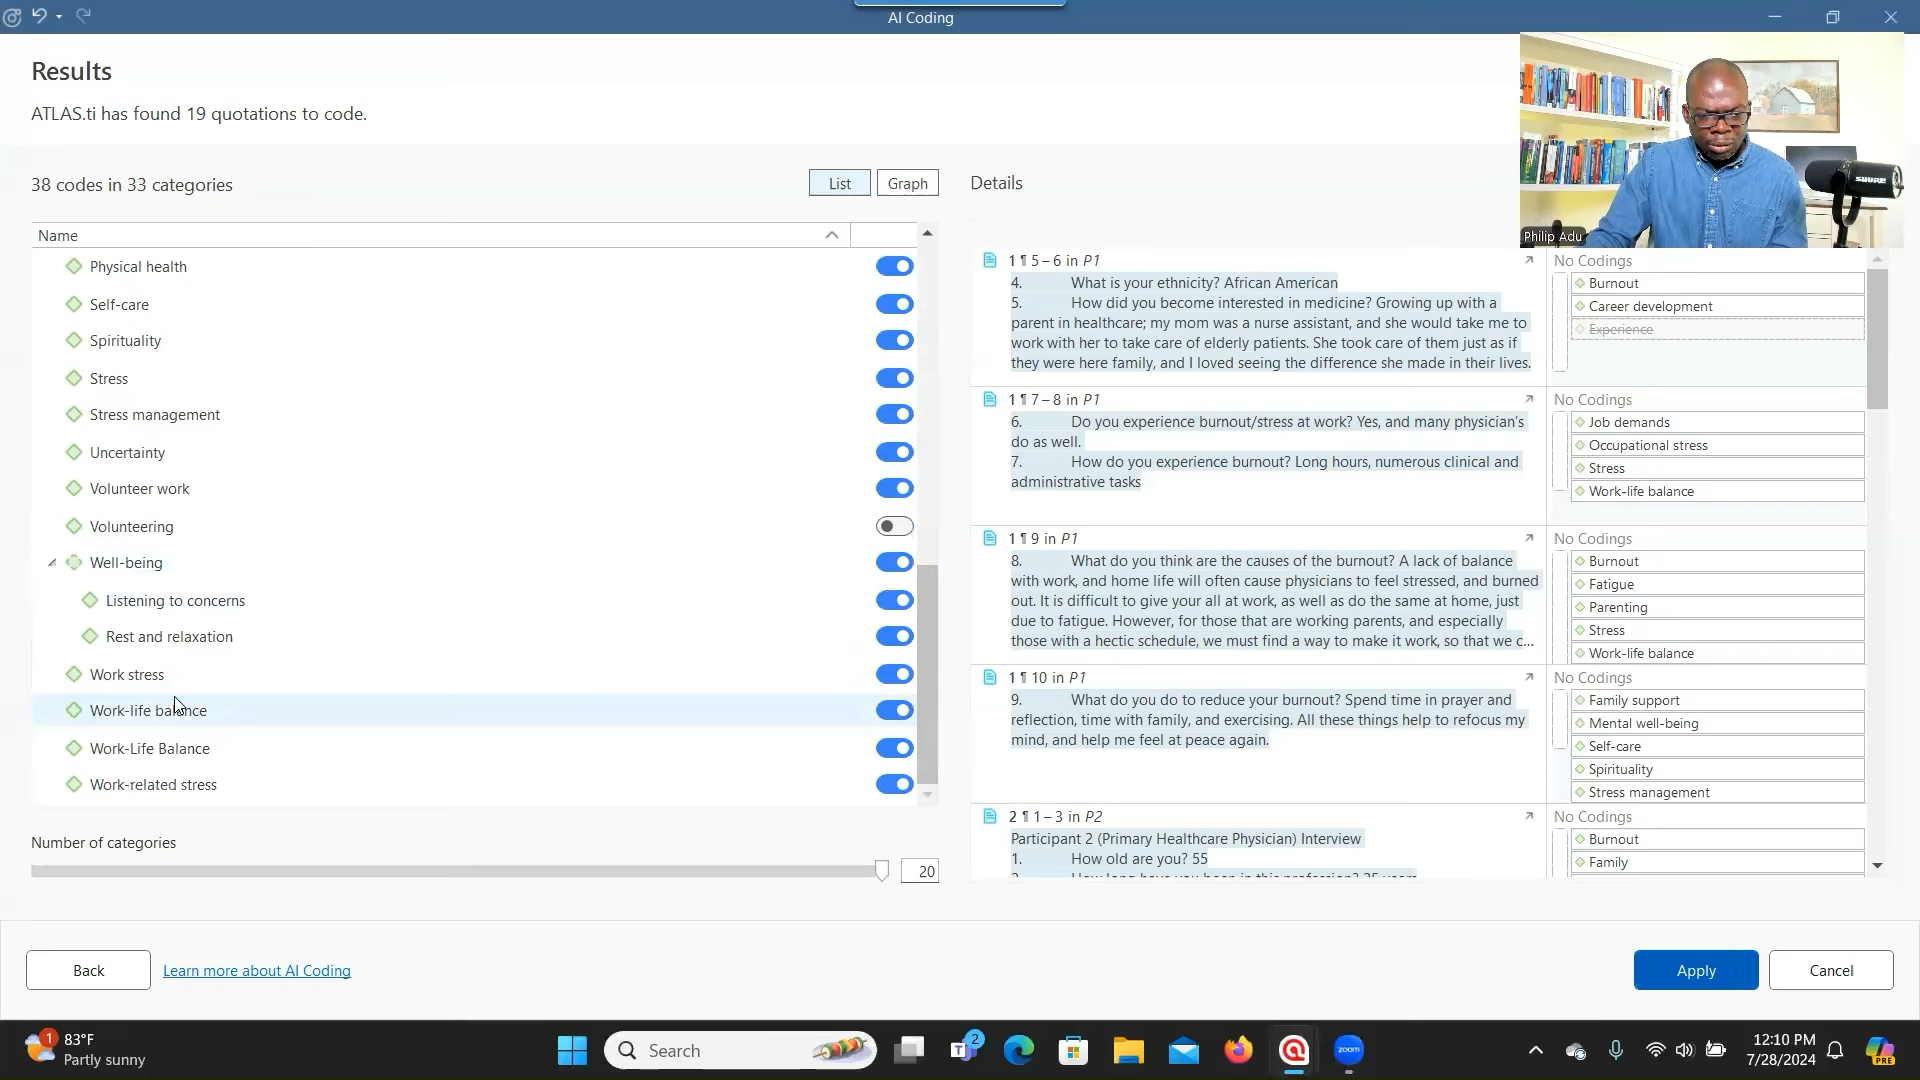 AI Coding
Results
ATLAS.ti has found 19 quotations to code.
38 codes in 33 categories
List
Graph
Name
Physical health
Self-care
Spirituality
Stress
Stress management
Uncertainty
Volunteer work
Volunteering
Well-being
Listening to concerns
Rest and relaxation
Work stress
Work-life balance
Work-Life Balance
Work-related stress
Number of categories
20
Details
SHURE
Philip Adu
1 ¶ 5 – 6 in P1
4. What is your ethnicity? African American
5. How did you become interested in medicine? Growing up with a
parent in healthcare; my mom was a nurse assistant, and she would take me to
work with her to take care of elderly patients. She took care of them just as if
they were here family, and I loved seeing the difference she made in their lives.
No Codings
Burnout
Career development
Experience
1 ¶ 7 – 8 in P1
6. Do you experience burnout/stress at work? Yes, and many physician's
do as well.
7. How do you experience burnout? Long hours, numerous clinical and
administrative tasks
No Codings
Job demands
Occupational stress
Stress
Work-life balance
1 ¶ 9 in P1
8. What do you think are the causes of the burnout? A lack of balance
with work, and home life will often cause physicians to feel stressed, and burned
out. It is difficult to give your all at work, as well as do the same at home, just
due to fatigue. However, for those that are working parents, and especially
those with a hectic schedule, we must find a way to make it work, so that we c...
No Codings
Burnout
Fatigue
Parenting
Stress
Work-life balance
1 ¶ 10 in P1
9. What do you do to reduce your burnout? Spend time in prayer and
reflection, time with family, and exercising. All these things help to refocus my
mind, and help me feel at peace again.
No Codings
Family support
Mental well-being
Self-care
Spirituality
Stress management
2 ¶ 1 – 3 in P2
Participant 2 (Primary Healthcare Physician) Interview
1. How old are you? 55
2. How long have you been in this profession? 25 years
No Codings
Burnout
Family
Back
Learn more about AI Coding
Apply
Cancel
1
83°F
Partly sunny
Search
2
zoom
12:10 PM
7/28/2024
PRE